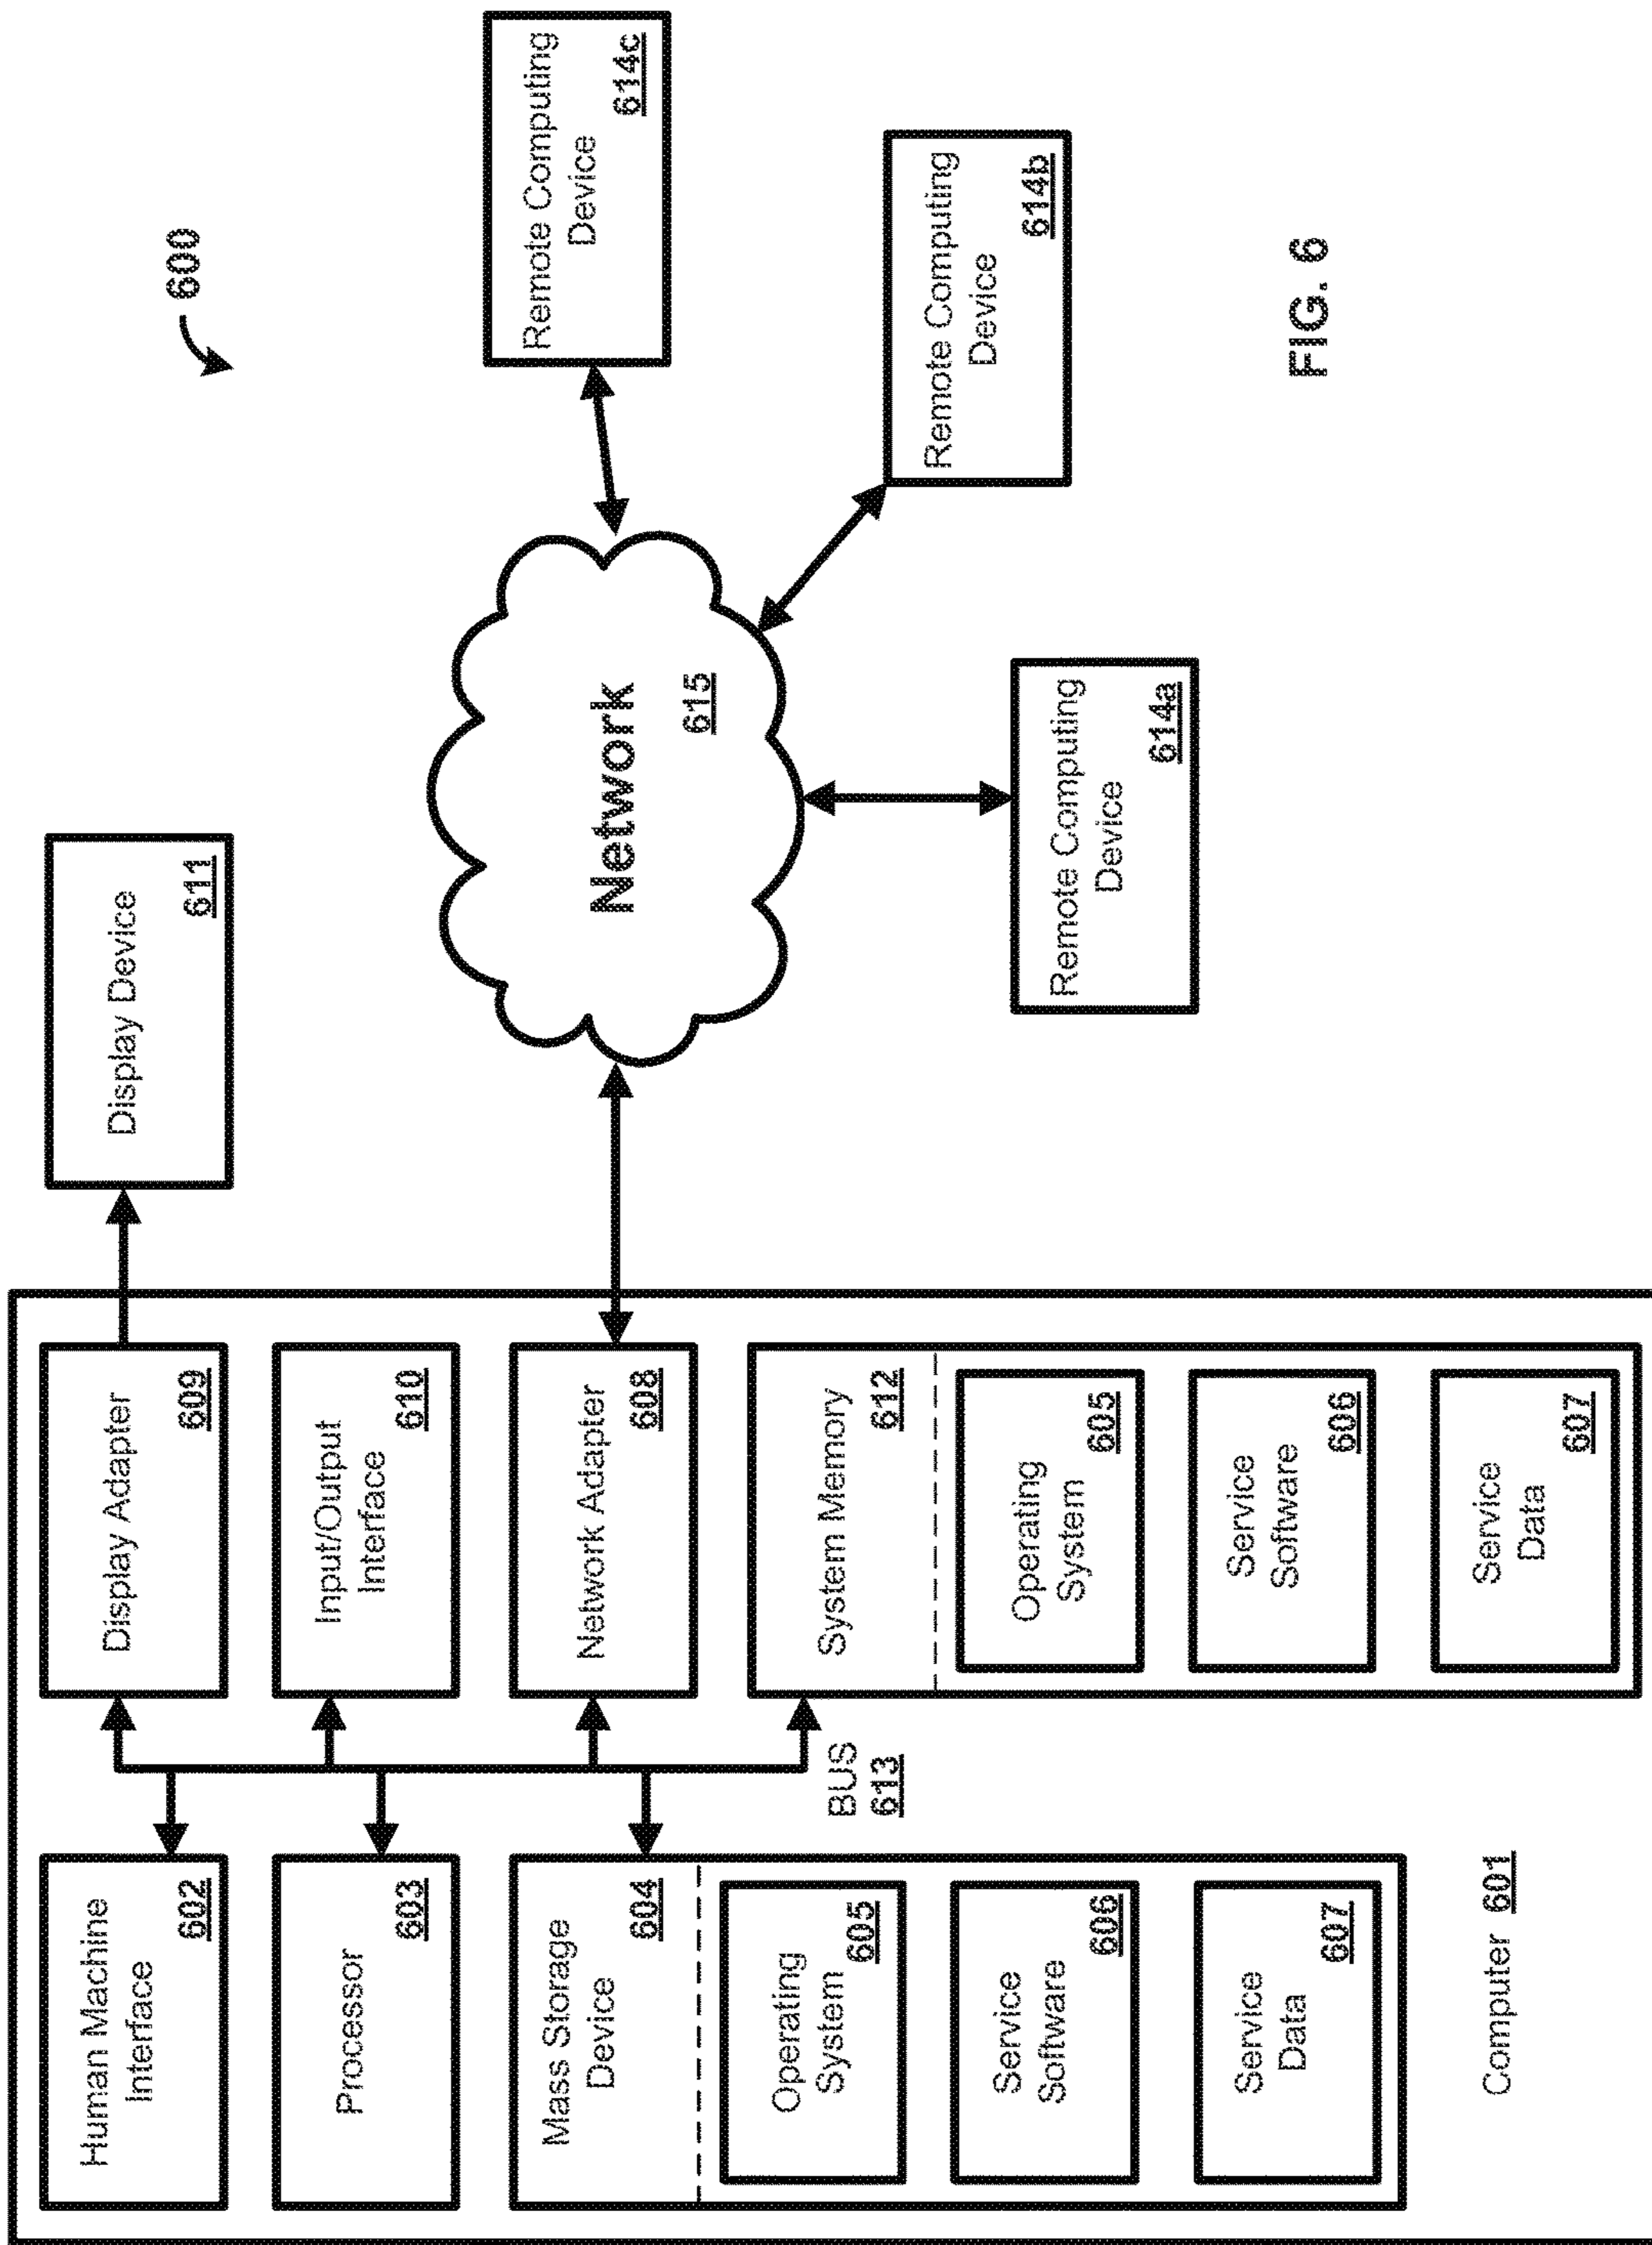 600
Human Machine
Interface
602
Processor
603
Mass Storage
Device
604
Operating
System
605
Service
Software
606
Service
Data
607
Computer 601
BUS
613
Display Adapter
609
Input/Output
Interface
610
Network Adapter
608
System Memory
612
Operating
System
605
Service
Software
606
Service
Data
607
Display Device
611
Network
615
Remote Computing
Device
614a
Remote Computing
Device
614b
Remote Computing
Device
614c
FIG. 6